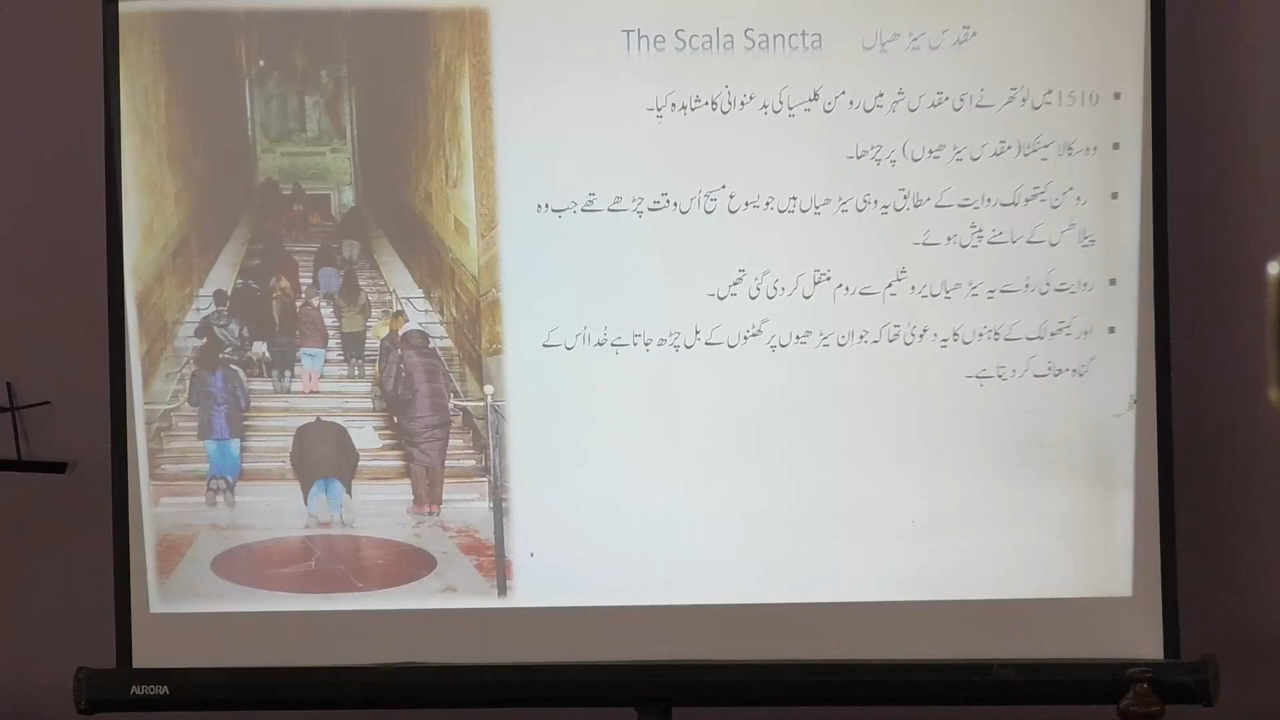 The Scala Sancta مقدس سیڑھیاں
1510 میں لوتھر نے اِسی مقدس شہر میں رومن کلیسیا کی بدعنوانی کا مشاہدہ کیا۔
وہ سکالا سینکٹا (مقدس سیڑھیوں) پر چڑھا۔
رومن کیتھولک روایت کے مطابق یہ وہی سیڑھیاں ہیں جو یسوع مسیح اُس وقت چڑھے تھے جب وہ
پیلاطُس کے سامنے پیش ہوئے۔
روایت کی رُو سے یہ سیڑھیاں یروشلیم سے روم منتقل کر دی گئی تھیں۔
اور کیتھولک کے کاہنوں کا یہ دعویٰ تھا کہ جو ان سیڑھیوں پر گھٹنوں کے بل چڑھ جاتا ہے خُدا اُس کے
گناہ معاف کر دیتا ہے۔
AURORA